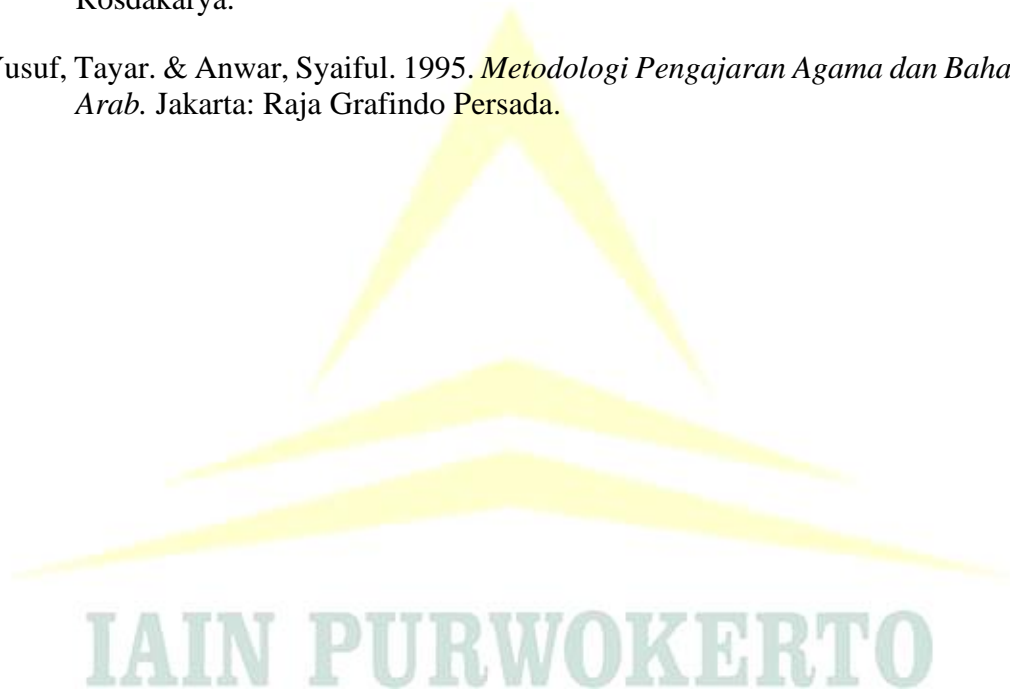 Rosdakarya.
Yusuf, Tayar. & Anwar, Syaiful. 1995. Metodologi Pengajaran Agama dan Baha
Arab. Jakarta: Raja Grafindo Persada.
IAIN PURWOKERTO